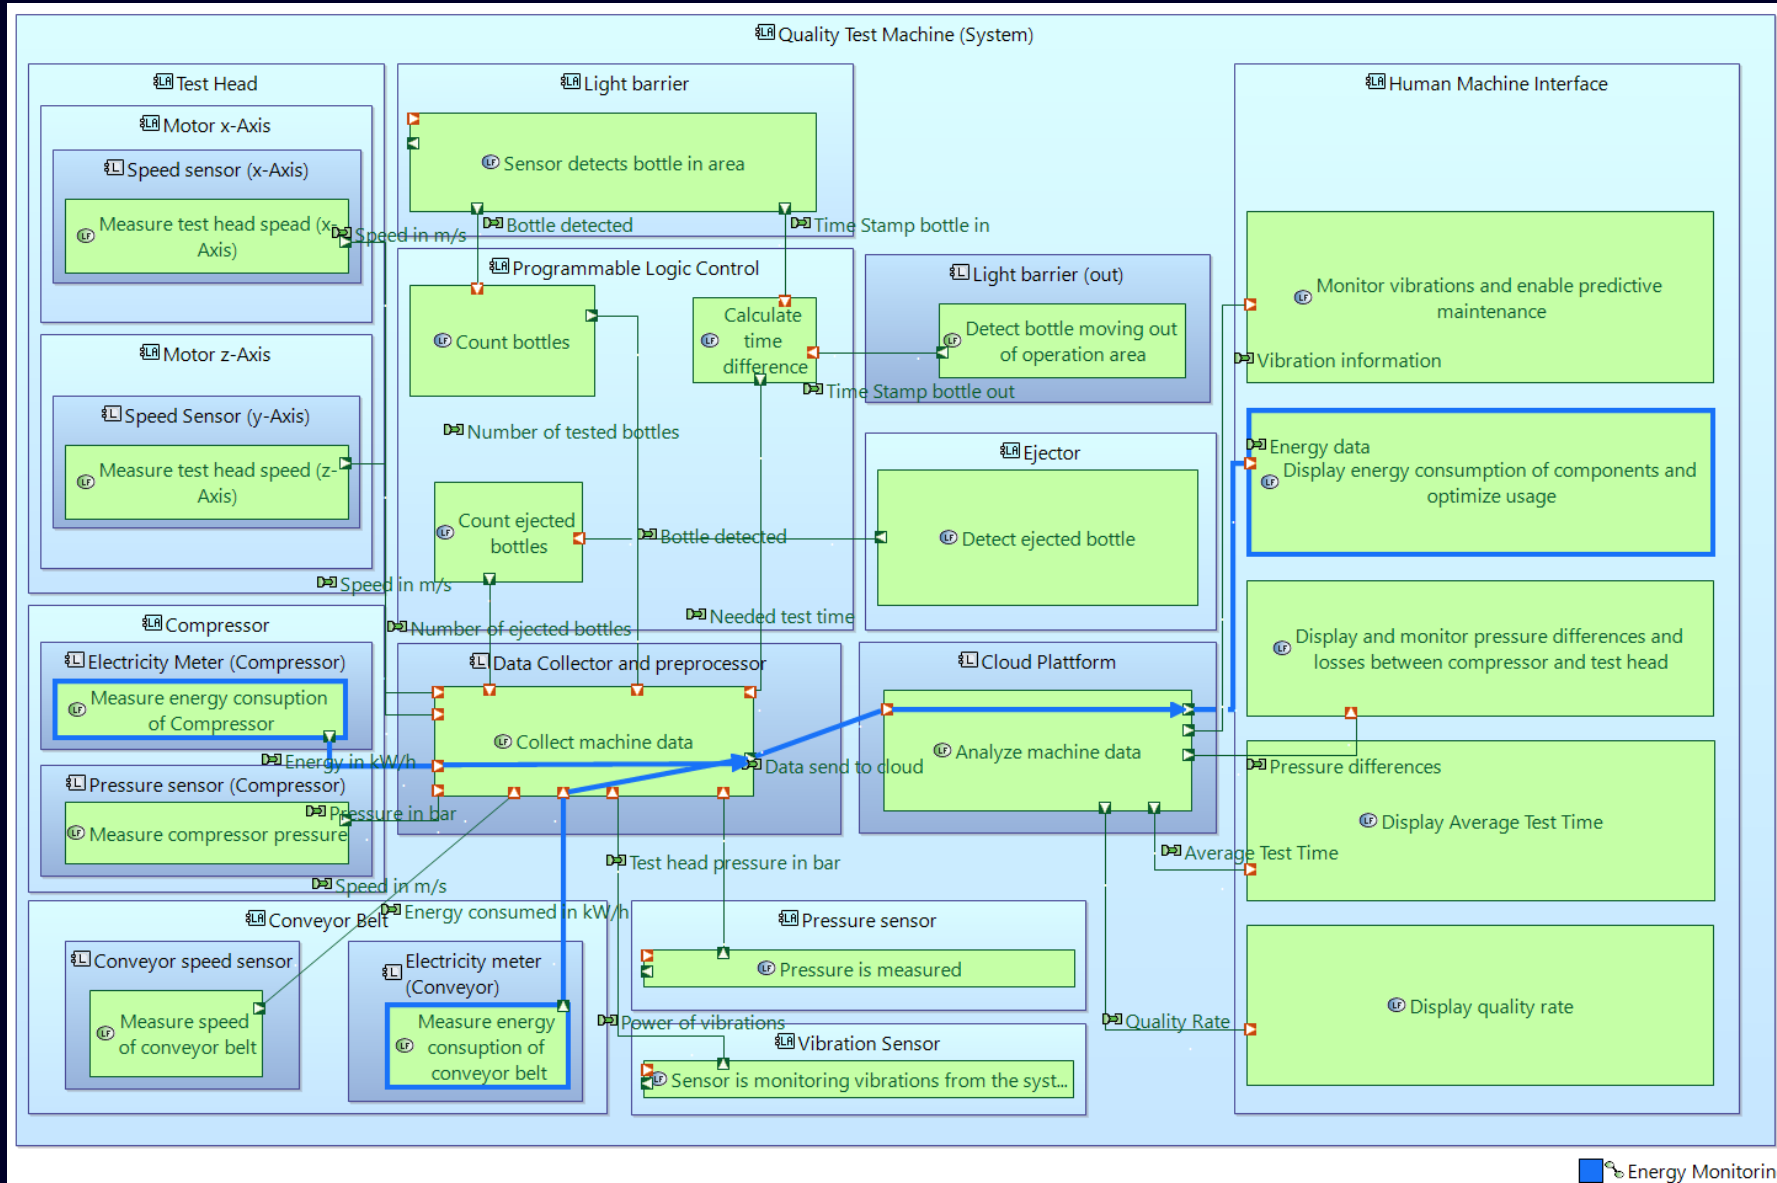 Quality Test Machine (System)
Test Head
Motor x-Axis
Speed sensor (x-Axis)
Measure test head spead (x-
Axis)
Speed in m/s
Motor z-Axis
Speed Sensor (y-Axis)
Measure test head speed (z-
Axis)
Speed in m/s
Light barrier
Sensor detects bottle in area
Bottle detected
Time Stamp bottle in
Programmable Logic Control
Count bottles
Calculate
time
difference
Number of tested bottles
Count ejected
bottles
Bottle detected
Needed test time
Number of ejected bottles
Light barrier (out)
Detect bottle moving out
of operation area
Time Stamp bottle out
Ejector
Detect ejected bottle
Human Machine Interface
Monitor vibrations and enable predictive
maintenance
Vibration information
Energy data
Display energy consumption of components and
optimize usage
Display and monitor pressure differences and
losses between compressor and test head
Pressure differences
Display Average Test Time
Average Test Time
Display quality rate
Quality Rate
Compressor
Electricity Meter (Compressor)
Measure energy consuption
of Compressor
Energy in kW/h
Pressure sensor (Compressor)
Pressure in bar
Measure compressor pressure
Speed in m/s
Data Collector and preprocessor
Collect machine data
Data send to cloud
Cloud Plattform
Analyze machine data
Test head pressure in bar
Energy consumed in kW/h
Conveyor Belt
Conveyor speed sensor
Measure speed
of conveyor belt
Electricity meter
(Conveyor)
Measure energy
consuption of
conveyor belt
Pressure sensor
Pressure is measured
Power of vibrations
Vibration Sensor
Sensor is monitoring vibrations from the syst...
Energy Monitorin